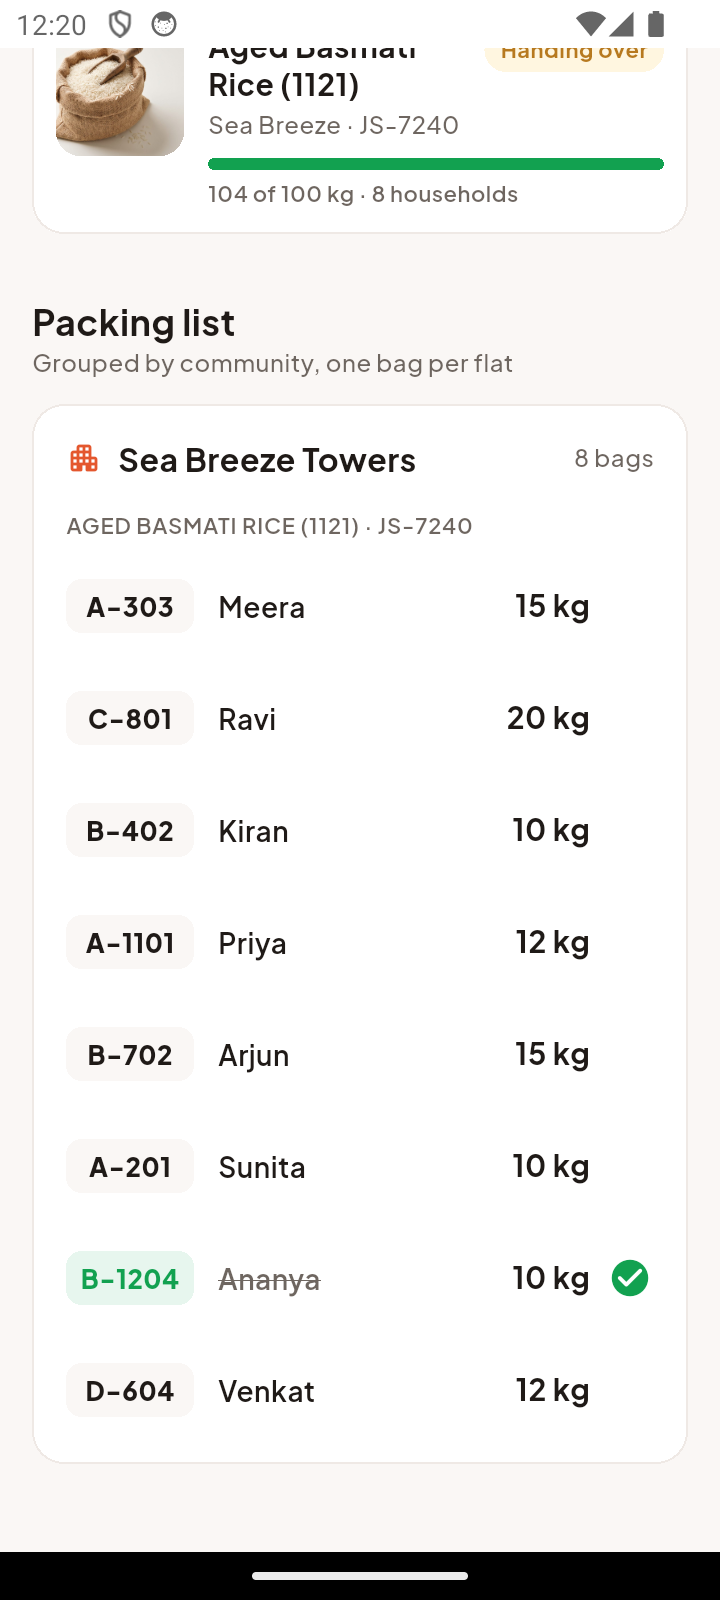 12:20
Aged Basmati
Rice (1121)
Handing over
Sea Breeze · JS-7240
104 of 100 kg · 8 households
Packing list
Grouped by community, one bag per flat
Sea Breeze Towers
8 bags
AGED BASMATI RICE (1121) · JS-7240
A-303 Meera 15 kg
C-801 Ravi 20 kg
B-402 Kiran 10 kg
A-1101 Priya 12 kg
B-702 Arjun 15 kg
A-201 Sunita 10 kg
B-1204 Ananya 10 kg
D-604 Venkat 12 kg